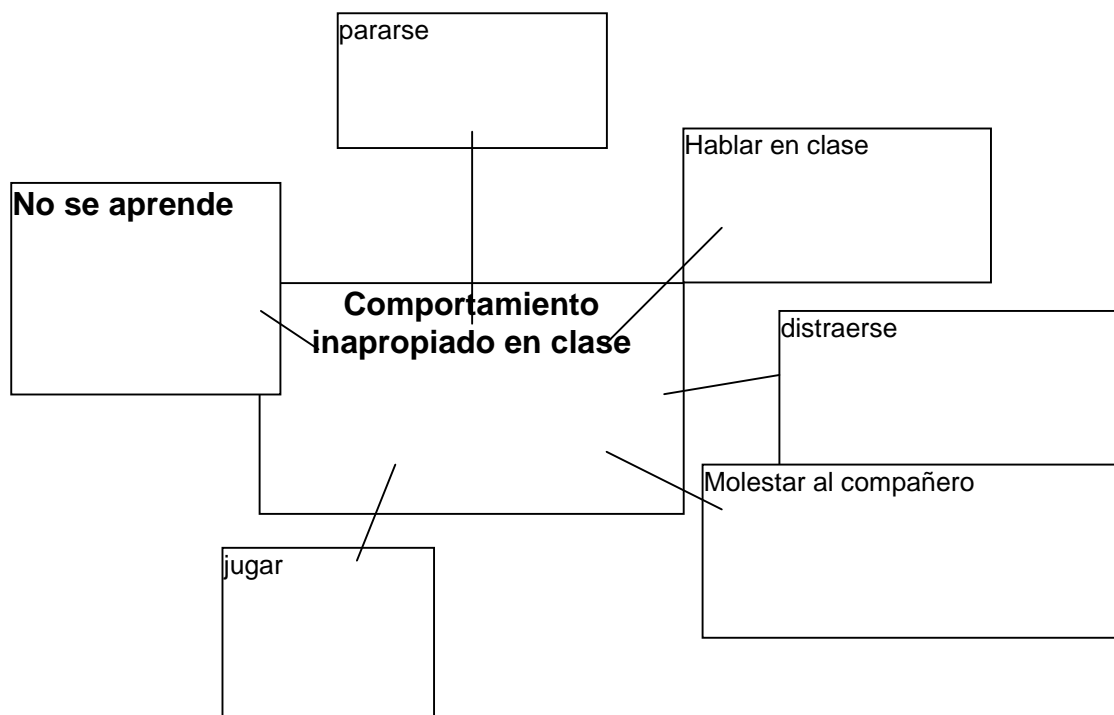 pararse
Hablar en clase
No se aprende
Comportamiento
inapropiado en clase
distraerse
Molestar al compañero
jugar